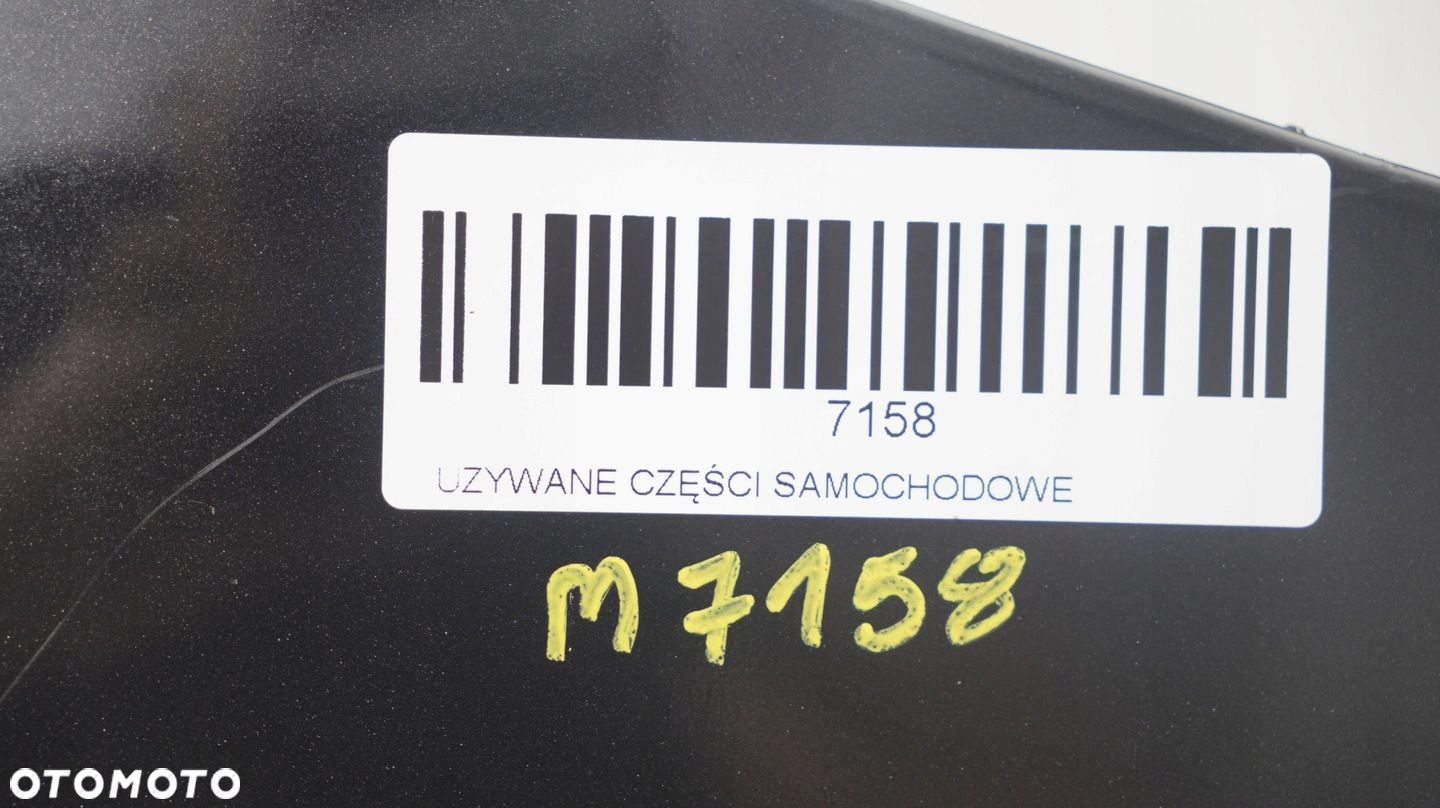 7158
UZYWANE CZĘŚCI SAMOCHODOWE
M7158
OTOMOTO